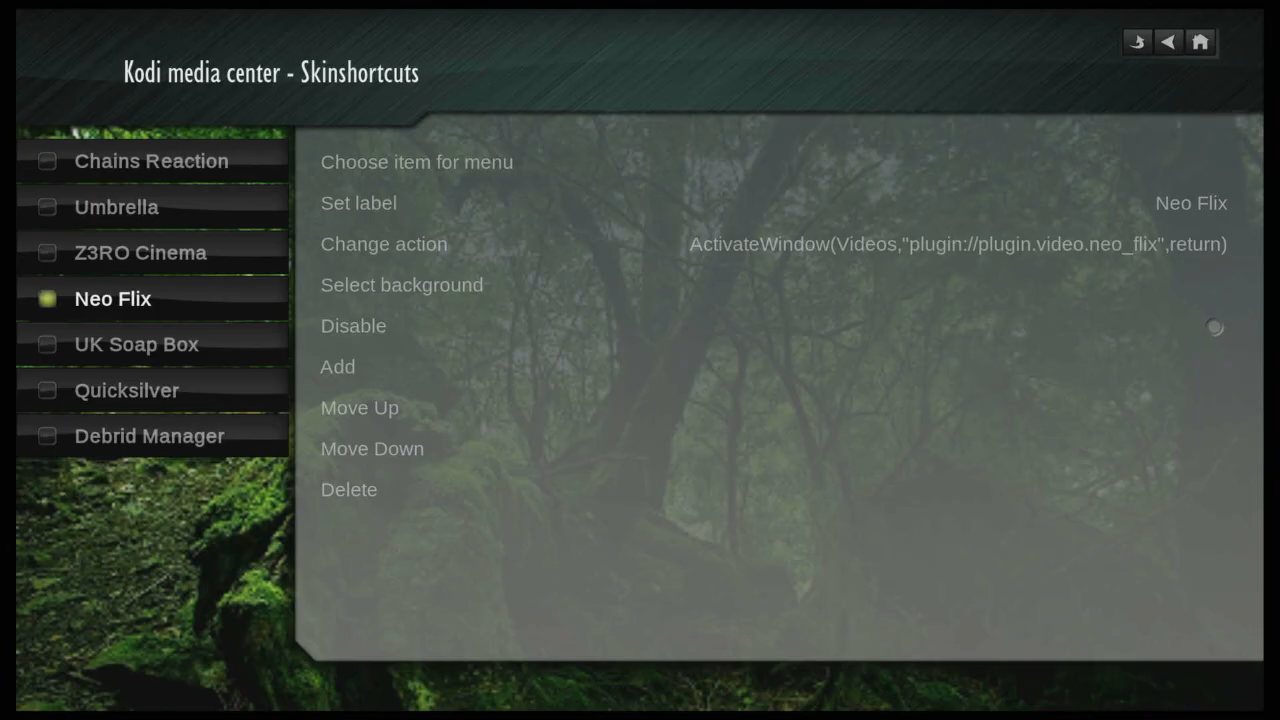 Kodi media center - Skinshortcuts
Chains Reaction
Umbrella
Z3RO Cinema
Neo Flix
UK Soap Box
Quicksilver
Debrid Manager
Choose item for menu
Set label Neo Flix
Change action ActivateWindow(Videos,"plugin://plugin.video.neo_flix",return)
Select background
Disable
Add
Move Up
Move Down
Delete